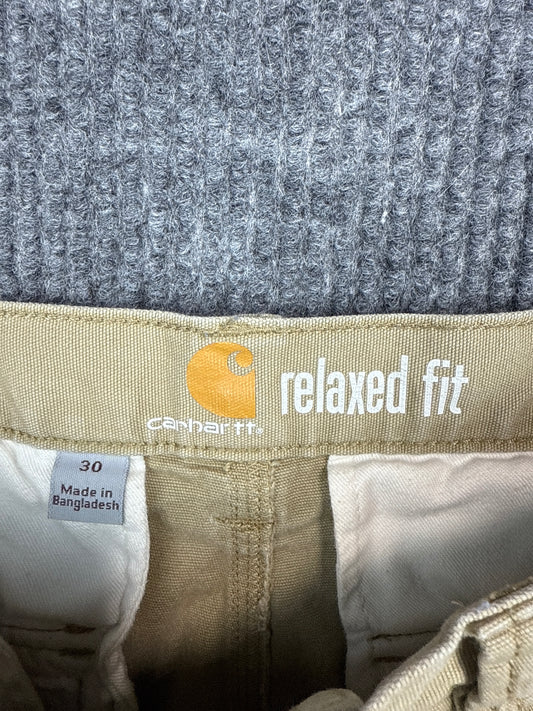 relaxed fit
carhartt®
30
Made in
Bangladesh